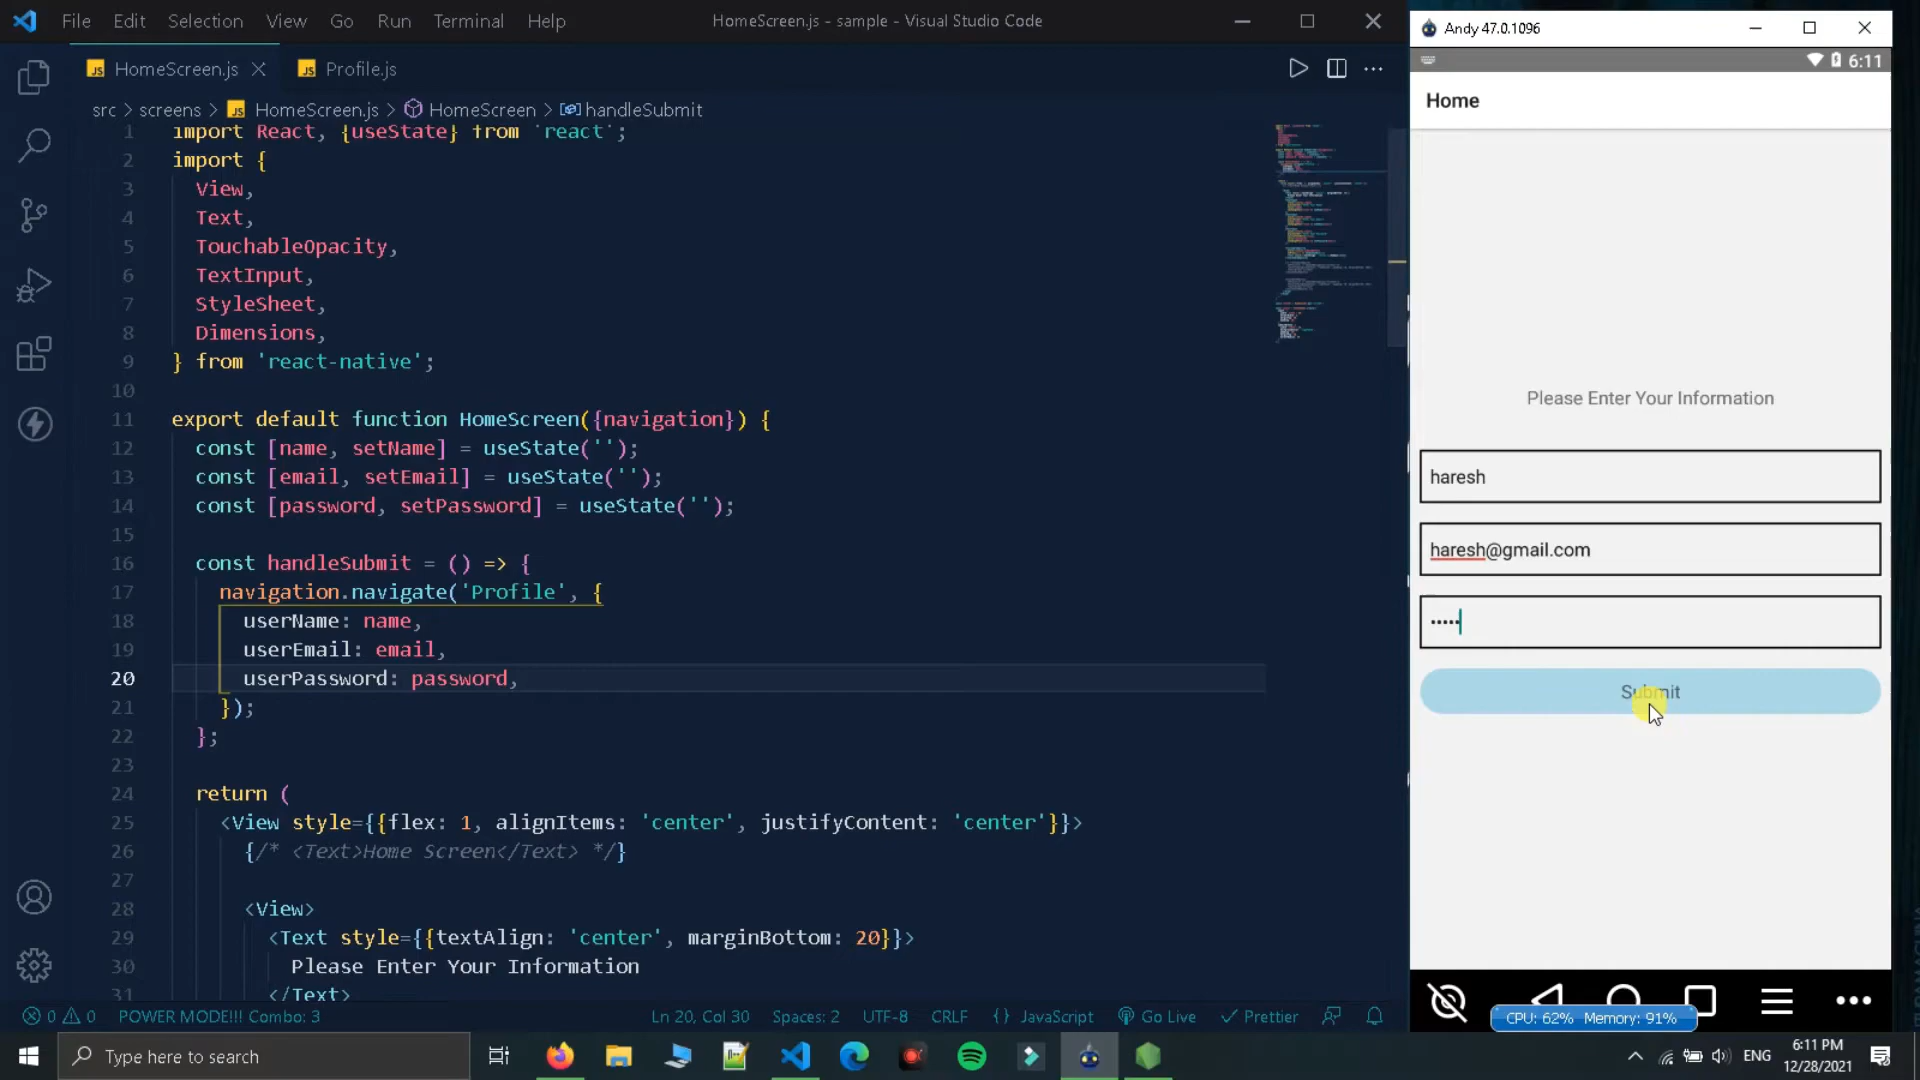 File Edit Selection View Go Run Terminal Help
HomeScreen.js - sample - Visual Studio Code
JS HomeScreen.js
JS Profile.js
src > screens > JS HomeScreen.js > HomeScreen > handleSubmit
1 import React, {useState} from 'react';
2 import {
3 View,
4 Text,
5 TouchableOpacity,
6 TextInput,
7 StyleSheet,
8 Dimensions,
9 } from 'react-native';
10
11 export default function HomeScreen({navigation}) {
12 const [name, setName] = useState('');
13 const [email, setEmail] = useState('');
14 const [password, setPassword] = useState('');
15
16 const handleSubmit = () => {
17 navigation.navigate('Profile', {
18 userName: name,
19 userEmail: email,
20 userPassword: password,
21 });
22 };
23
24 return (
25 <View style={{flex: 1, alignItems: 'center', justifyContent: 'center'}}>
26 {/* <Text>Home Screen</Text> */}
27
28 <View>
29 <Text style={{textAlign: 'center', marginBottom: 20}}>
30 Please Enter Your Information
31 </Text>
0 0 POWER MODE!!! Combo: 3
Ln 20, Col 30 Spaces: 2 UTF-8 CRLF {} JavaScript Go Live Prettier
Andy 47.0.1096
6:11
Home
Please Enter Your Information
haresh
haresh@gmail.com
•••••
Submit
CPU: 62% Memory: 91%
Type here to search
ENG
6:11 PM
12/28/2021